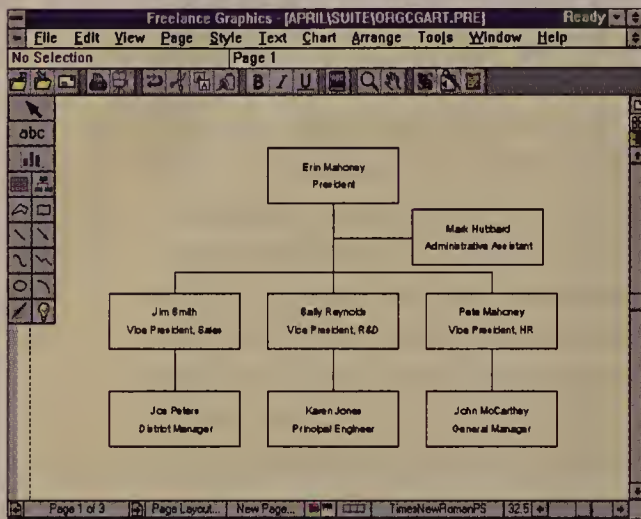 Freelance Graphics - [APRIL\SUITE\ORGCGART.PRE] Ready
File Edit View Page Style Text Chart Arrange Tools Window Help
No Selection Page 1
B I U
abc
Erin Mahoney
President
Mark Hubbard
Administrative Assistant
Jim Smith
Vice President, Sales
Sally Reynolds
Vice President, R&D
Pete Mahoney
Vice President, HR
Joe Peters
District Manager
Karen Jones
Principal Engineer
John McCarthey
General Manager
Page 1 of 3 Page Layout... New Page... TimesNewRomanPS 32.5